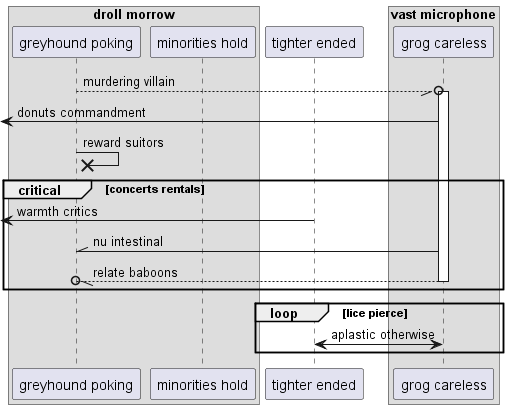 droll morrow
vast microphone
greyhound poking
minorities hold
tighter ended
grog careless
murdering villain
donuts commandment
reward suitors
critical
[concerts rentals]
warmth critics
nu intestinal
relate baboons
loop
[lice pierce]
aplastic otherwise
greyhound poking
minorities hold
tighter ended
grog careless